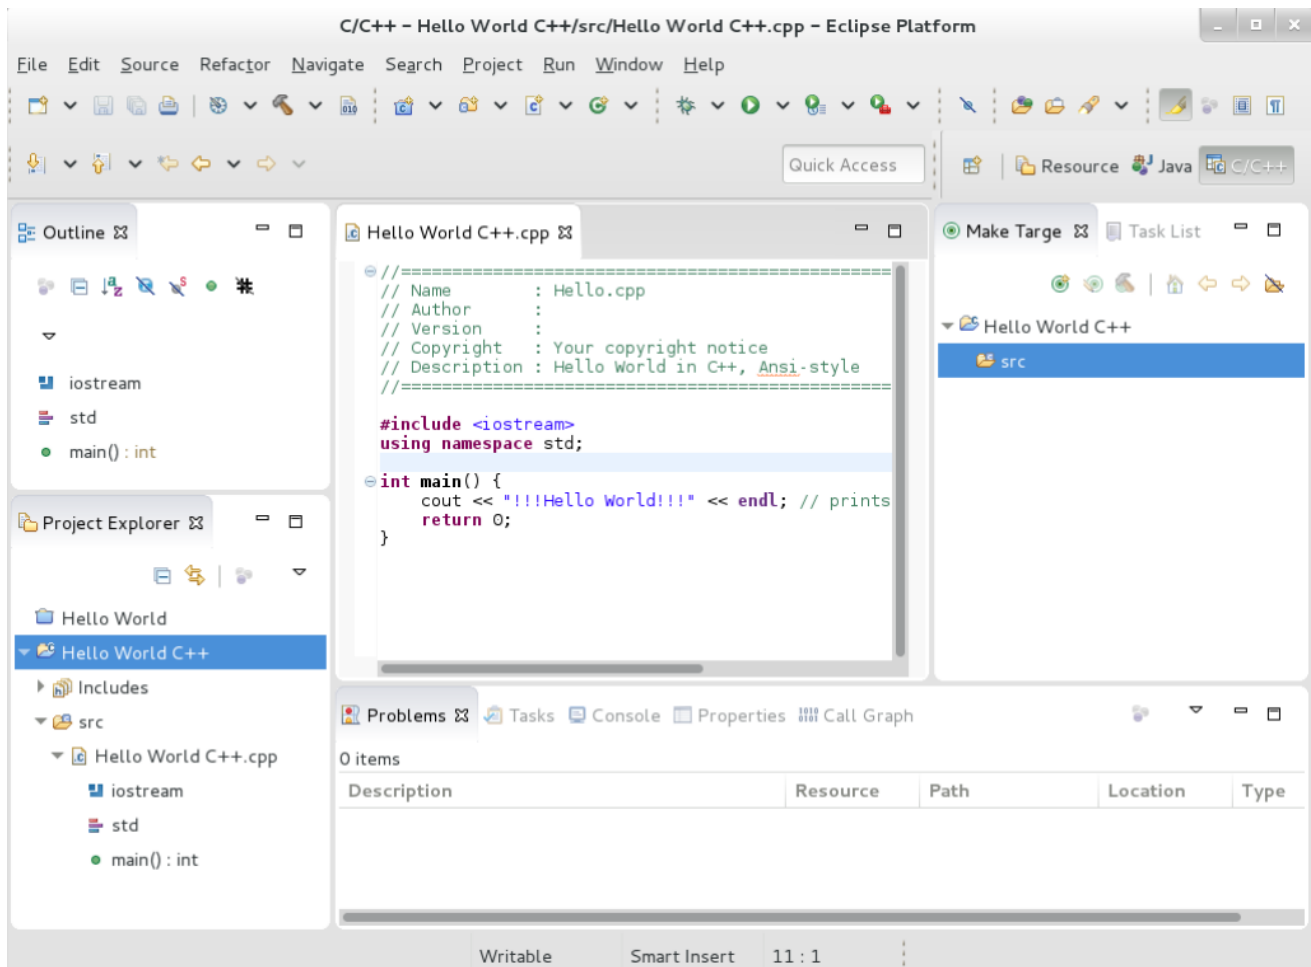 C/C++ – Hello World C++/src/Hello World C++.cpp – Eclipse Platform
File Edit Source Refactor Navigate Search Project Run Window Help
Quick Access
Resource Java C/C++
Outline
iostream
std
main() : int
Project Explorer
Hello World
Hello World C++
Includes
src
Hello World C++.cpp
iostream
std
main() : int
Hello World C++.cpp
//================================================
// Name        : Hello.cpp
// Author      :
// Version     :
// Copyright   : Your copyright notice
// Description : Hello World in C++, Ansi-style
//================================================
#include <iostream>
using namespace std;
int main() {
    cout << "!!!Hello World!!!" << endl; // prints
    return 0;
}
Make Targe Task List
Hello World C++
src
Problems Tasks Console Properties Call Graph
0 items
Description Resource Path Location Type
Writable Smart Insert 11 : 1